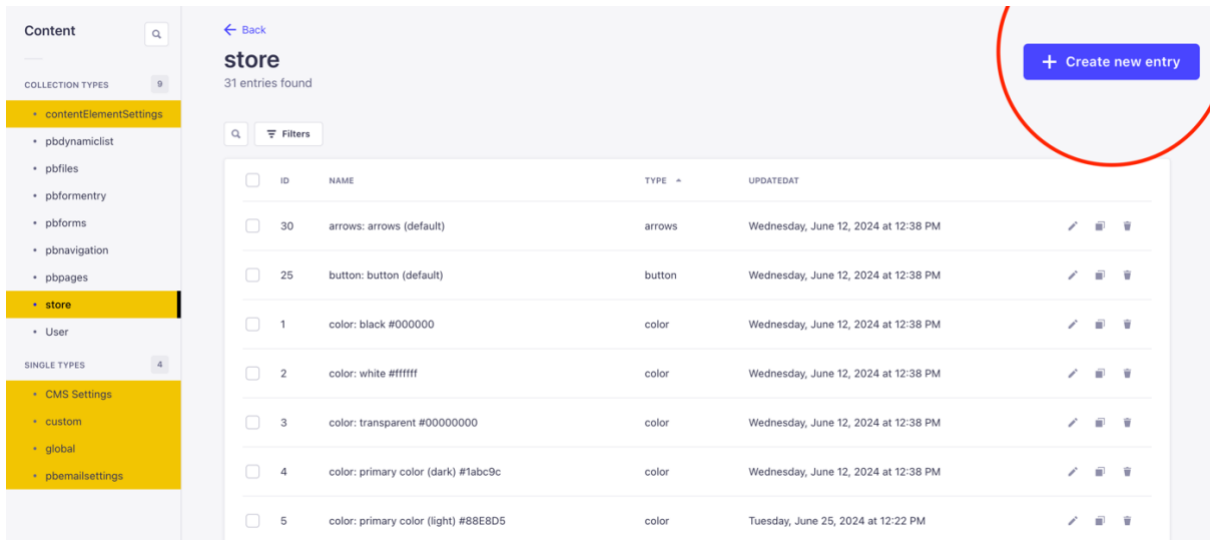 Content
COLLECTION TYPES 9
contentElementSettings
pbdynamiclist
pbfiles
pbformentry
pbforms
pbnavigation
pbpages
store
User
SINGLE TYPES 4
CMS Settings
custom
global
pbemailsettings
Back
store
31 entries found
Create new entry
Filters
ID NAME TYPE UPDATEDAT
30 arrows: arrows (default) arrows Wednesday, June 12, 2024 at 12:38 PM
25 button: button (default) button Wednesday, June 12, 2024 at 12:38 PM
1 color: black #000000 color Wednesday, June 12, 2024 at 12:38 PM
2 color: white #ffffff color Wednesday, June 12, 2024 at 12:38 PM
3 color: transparent #00000000 color Wednesday, June 12, 2024 at 12:38 PM
4 color: primary color (dark) #1abc9c color Wednesday, June 12, 2024 at 12:38 PM
5 color: primary color (light) #88E8D5 color Tuesday, June 25, 2024 at 12:22 PM